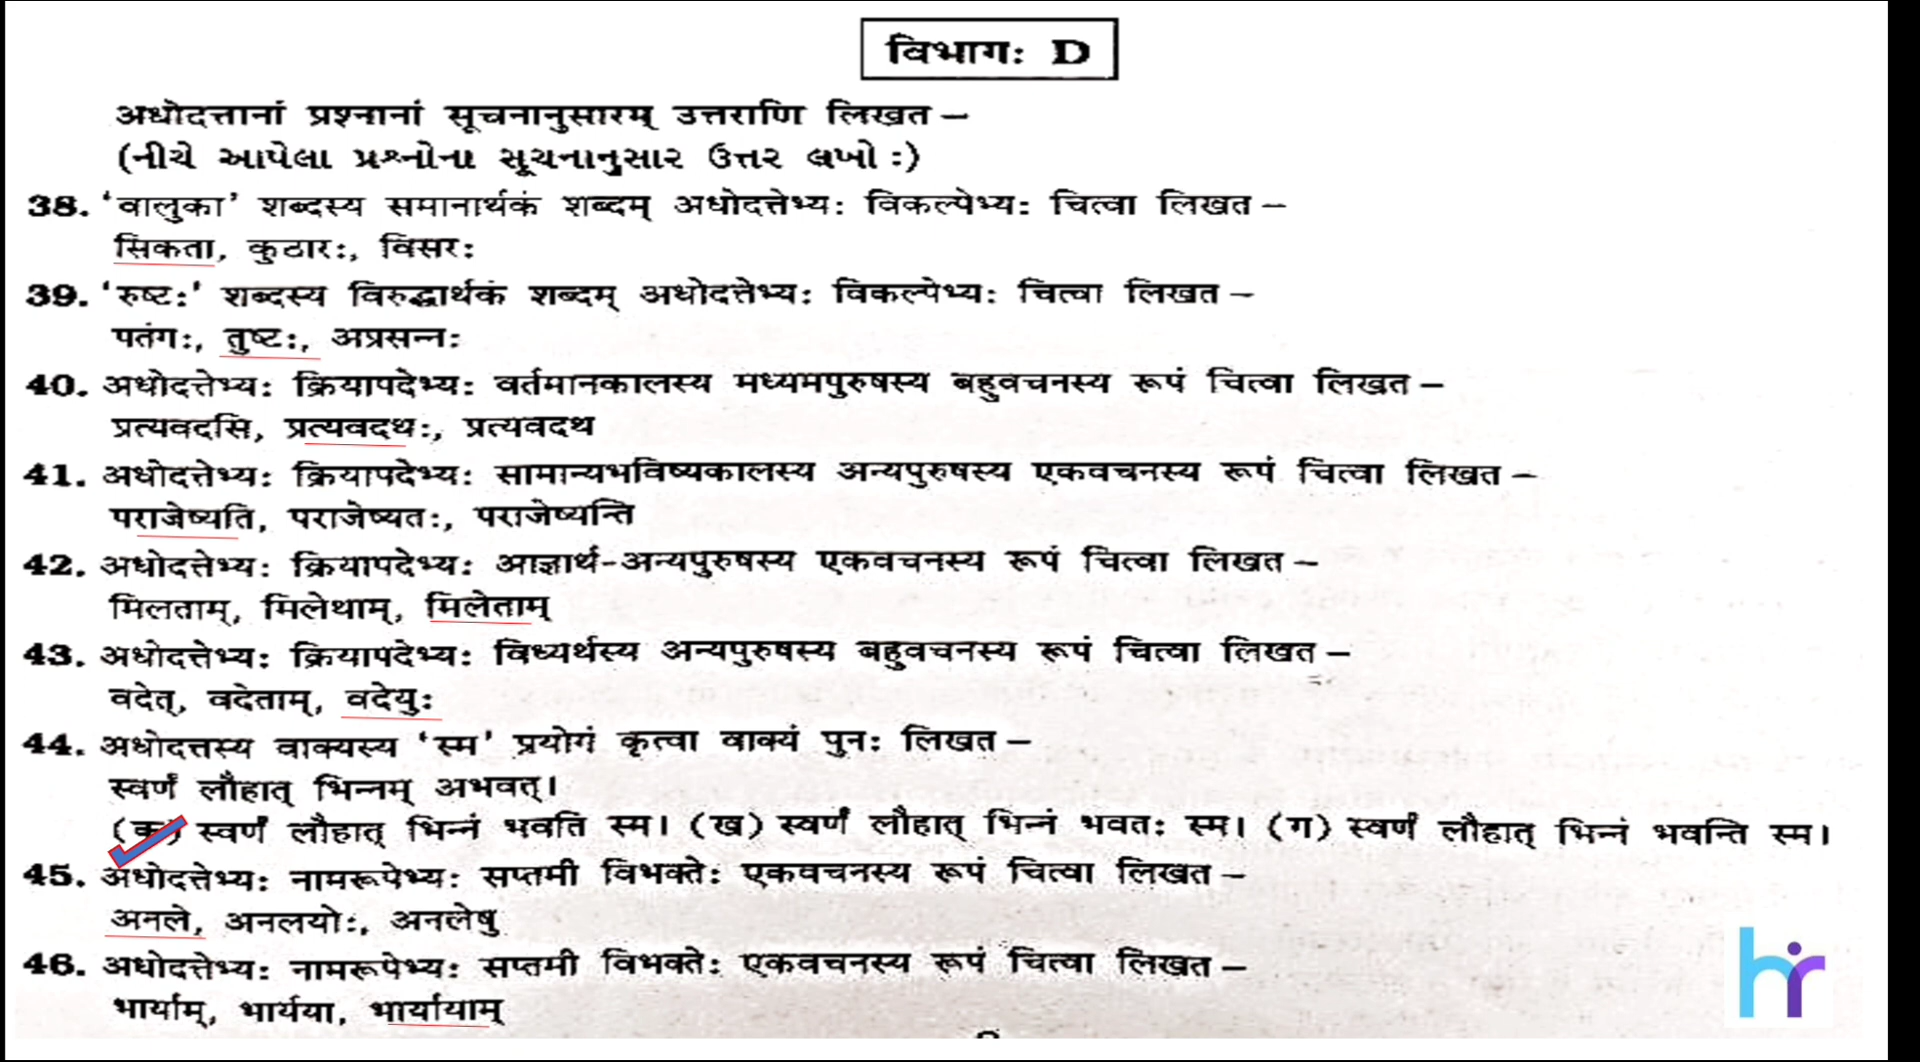 विभागः D
अधोदत्तानां प्रश्नानां सूचनानुसारम् उत्तराणि लिखत –
(નીચે આપેલા પ્રશ્નોના સૂચનાનુસાર ઉત્તર લખો :)
38. ‘वालुका’ शब्दस्य समानार्थकं शब्दम् अधोदत्तेभ्यः विकल्पेभ्यः चित्वा लिखत –
सिकता, कुठारः, विसरः
39. ‘रुष्टः’ शब्दस्य विरुद्धार्थकं शब्दम् अधोदत्तेभ्यः विकल्पेभ्यः चित्वा लिखत –
पतंगः, तुष्टः, अप्रसन्नः
40. अधोदत्तेभ्यः क्रियापदेभ्यः वर्तमानकालस्य मध्यमपुरुषस्य बहुवचनस्य रूपं चित्वा लिखत –
प्रत्यवदसि, प्रत्यवदथः, प्रत्यवदथ
41. अधोदत्तेभ्यः क्रियापदेभ्यः सामान्यभविष्यकालस्य अन्यपुरुषस्य एकवचनस्य रूपं चित्वा लिखत –
पराजेष्यति, पराजेष्यतः, पराजेष्यन्ति
42. अधोदत्तेभ्यः क्रियापदेभ्यः आज्ञार्थ-अन्यपुरुषस्य एकवचनस्य रूपं चित्वा लिखत –
मिलताम्, मिलेथाम्, मिलेताम्
43. अधोदत्तेभ्यः क्रियापदेभ्यः विध्यर्थस्य अन्यपुरुषस्य बहुवचनस्य रूपं चित्वा लिखत –
वदेत्, वदेताम्, वदेयुः
44. अधोदत्तस्य वाक्यस्य ‘स्म’ प्रयोगं कृत्वा वाक्यं पुनः लिखत –
स्वर्णं लौहात् भिन्नम् अभवत्।
(क) स्वर्णं लौहात् भिन्नं भवति स्म। (ख) स्वर्णं लौहात् भिन्नं भवतः स्म। (ग) स्वर्णं लौहात् भिन्नं भवन्ति स्म।
45. अधोदत्तेभ्यः नामरूपेभ्यः सप्तमी विभक्तेः एकवचनस्य रूपं चित्वा लिखत –
अनले, अनलयोः, अनलेषु
46. अधोदत्तेभ्यः नामरूपेभ्यः सप्तमी विभक्तेः एकवचनस्य रूपं चित्वा लिखत –
भार्याम्, भार्यया, भार्यायाम्
hr